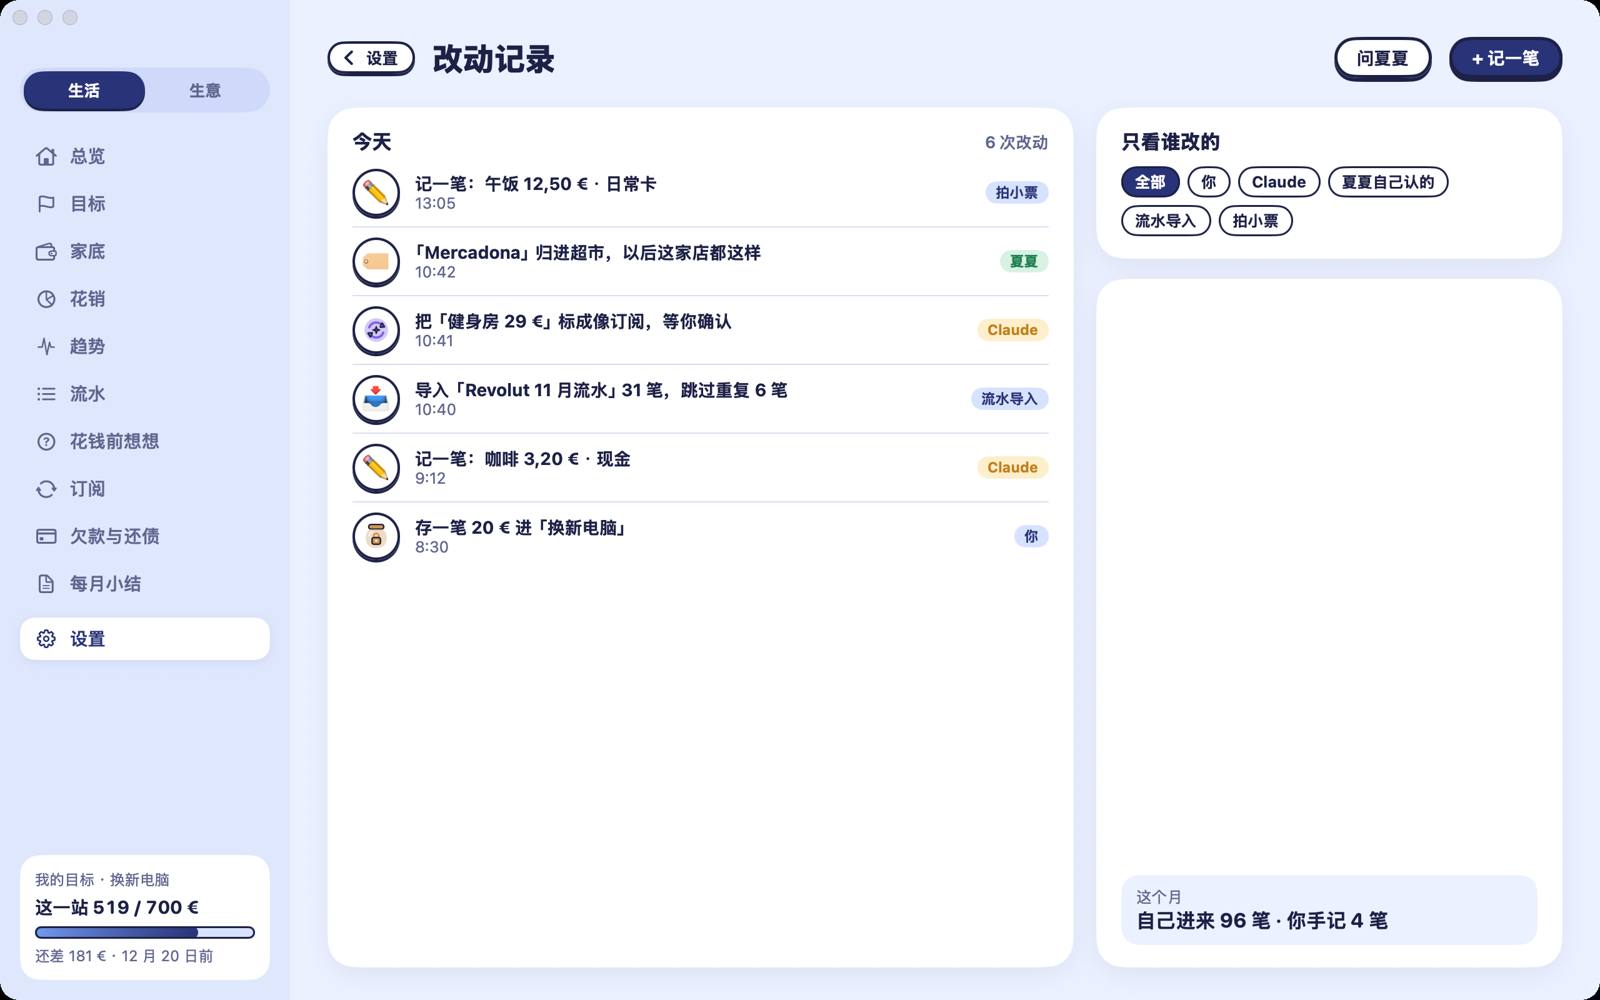 生活
生意
总览
目标
家底
花销
趋势
流水
花钱前想想
订阅
欠款与还债
每月小结
设置
我的目标 · 换新电脑
这一站 519 / 700 €
还差 181 € · 12 月 20 日前
设置
改动记录
问夏夏
+ 记一笔
今天
6 次改动
记一笔：午饭 12,50 € · 日常卡
13:05
拍小票
「Mercadona」归进超市，以后这家店都这样
10:42
夏夏
把「健身房 29 €」标成像订阅，等你确认
10:41
Claude
导入「Revolut 11 月流水」31 笔，跳过重复 6 笔
10:40
流水导入
记一笔：咖啡 3,20 € · 现金
9:12
Claude
存一笔 20 € 进「换新电脑」
8:30
你
只看谁改的
全部
你
Claude
夏夏自己认的
流水导入
拍小票
这个月
自己进来 96 笔 · 你手记 4 笔